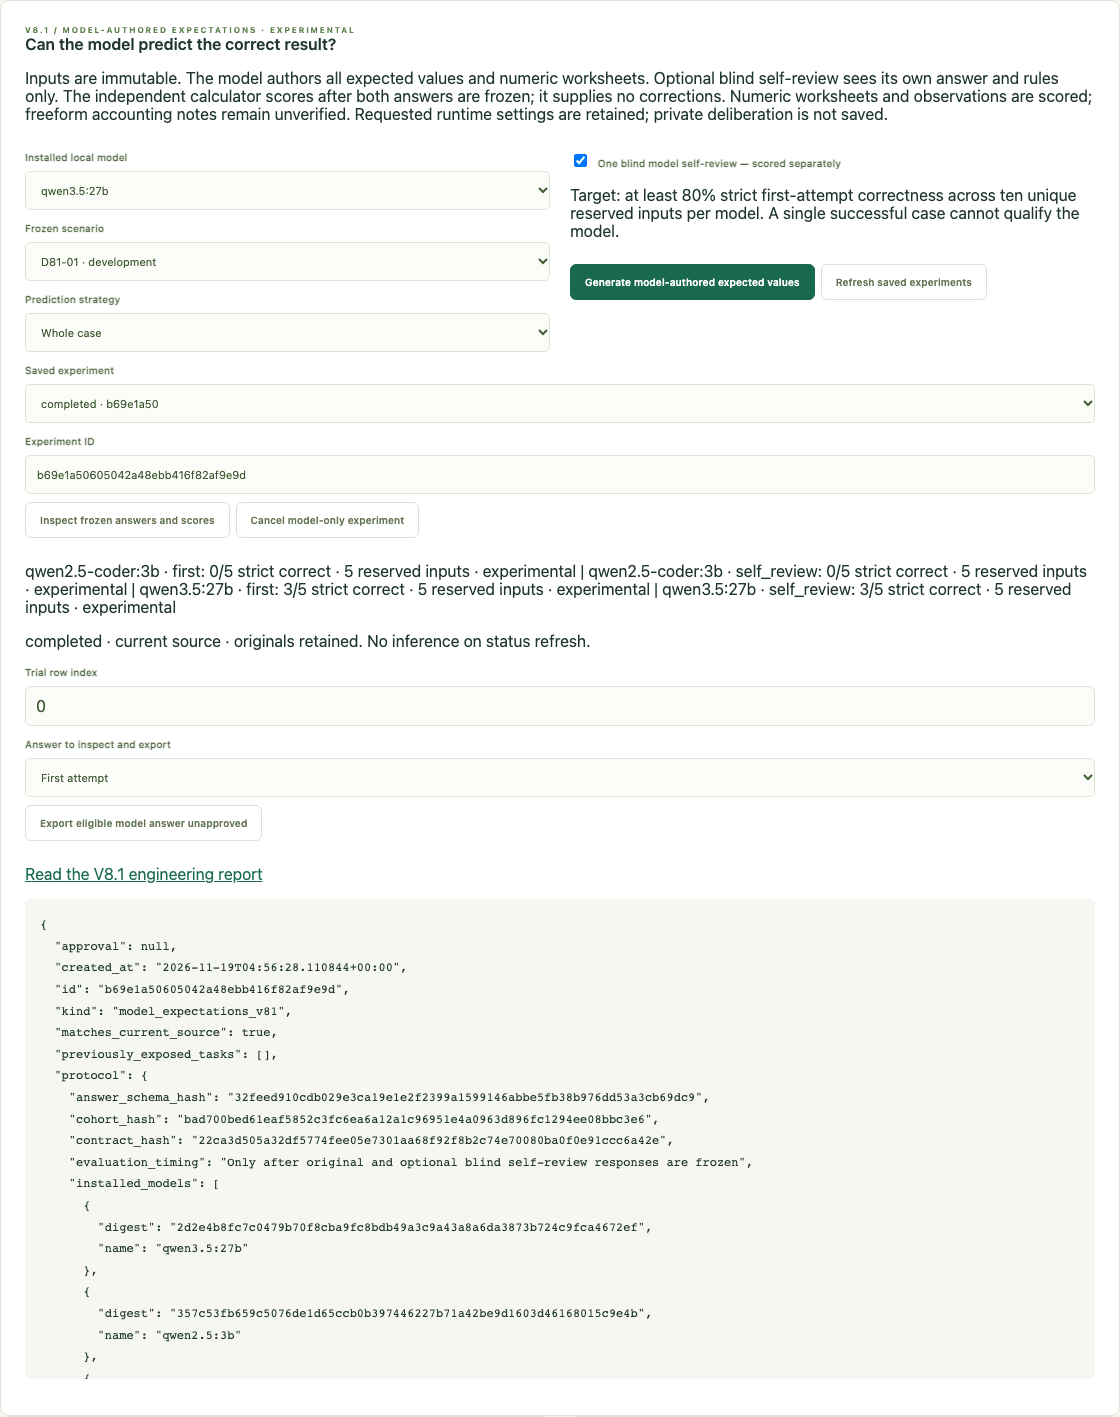 V8.1 / MODEL-AUTHORED EXPECTATIONS · EXPERIMENTAL
Can the model predict the correct result?
Inputs are immutable. The model authors all expected values and numeric worksheets. Optional blind self-review sees its own answer and rules
only. The independent calculator scores after both answers are frozen; it supplies no corrections. Numeric worksheets and observations are scored;
freeform accounting notes remain unverified. Requested runtime settings are retained; private deliberation is not saved.
Installed local model
qwen3.5:27b
Frozen scenario
D81-01 · development
Prediction strategy
Whole case
One blind model self-review — scored separately
Target: at least 80% strict first-attempt correctness across ten unique
reserved inputs per model. A single successful case cannot qualify the
model.
Generate model-authored expected values
Refresh saved experiments
Saved experiment
completed · b69e1a50
Experiment ID
b69e1a50605042a48ebb416f82af9e9d
Inspect frozen answers and scores
Cancel model-only experiment
qwen2.5-coder:3b · first: 0/5 strict correct · 5 reserved inputs · experimental | qwen2.5-coder:3b · self_review: 0/5 strict correct · 5 reserved inputs
· experimental | qwen3.5:27b · first: 3/5 strict correct · 5 reserved inputs · experimental | qwen3.5:27b · self_review: 3/5 strict correct · 5 reserved
inputs · experimental
completed · current source · originals retained. No inference on status refresh.
Trial row index
0
Answer to inspect and export
First attempt
Export eligible model answer unapproved
Read the V8.1 engineering report
{
"approval": null,
"created_at": "2026-11-19T04:56:28.110844+00:00",
"id": "b69e1a50605042a48ebb416f82af9e9d",
"kind": "model_expectations_v81",
"matches_current_source": true,
"previously_exposed_tasks": [],
"protocol": {
"answer_schema_hash": "32feed910cdb029e3ca19e1e2f2399a1599146abbe5fb38b976dd53a3cb69dc9",
"cohort_hash": "bad700bed61eaf5852c3fc6ea6a12a1c96951e4a0963d896fc1294ee08bbc3e6",
"contract_hash": "22ca3d505a32df5774fee05e7301aa68f92f8b2c74e70080ba0f0e91ccc6a42e",
"evaluation_timing": "Only after original and optional blind self-review responses are frozen",
"installed_models": [
{
"digest": "2d2e4b8fc7c0479b70f8cba9fc8bdb49a3c9a43a8a6da3873b724c9fca4672ef",
"name": "qwen3.5:27b"
},
{
"digest": "357c53fb659c5076de1d65ccb0b397446227b71a42be9d1603d46168015c9e4b",
"name": "qwen2.5:3b"
},
{